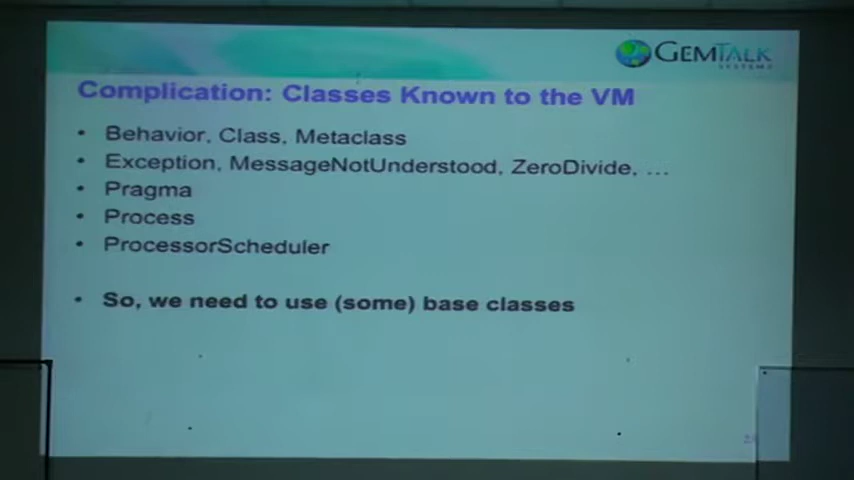 GEMTALK
SYSTEMS
Complication: Classes Known to the VM
• Behavior, Class, Metaclass
• Exception, MessageNotUnderstood, ZeroDivide, …
• Pragma
• Process
• ProcessorScheduler
• So, we need to use (some) base classes